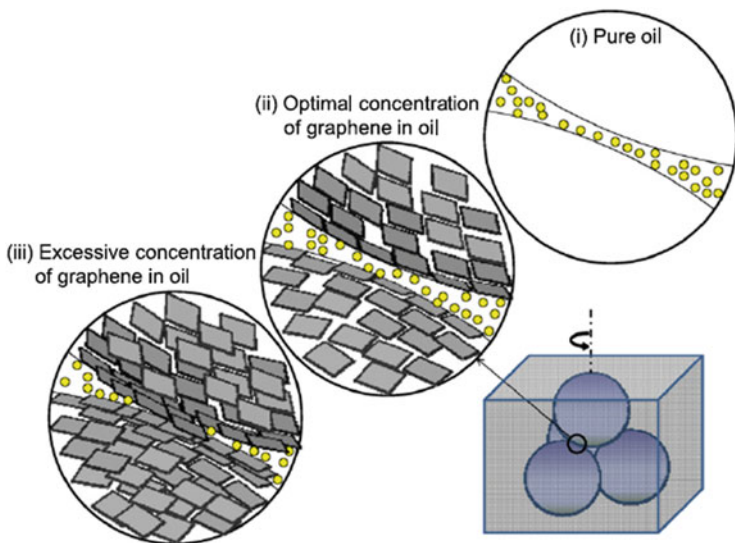 (i) Pure oil
(ii) Optimal concentration
of graphene in oil
(iii) Excessive concentration
of graphene in oil